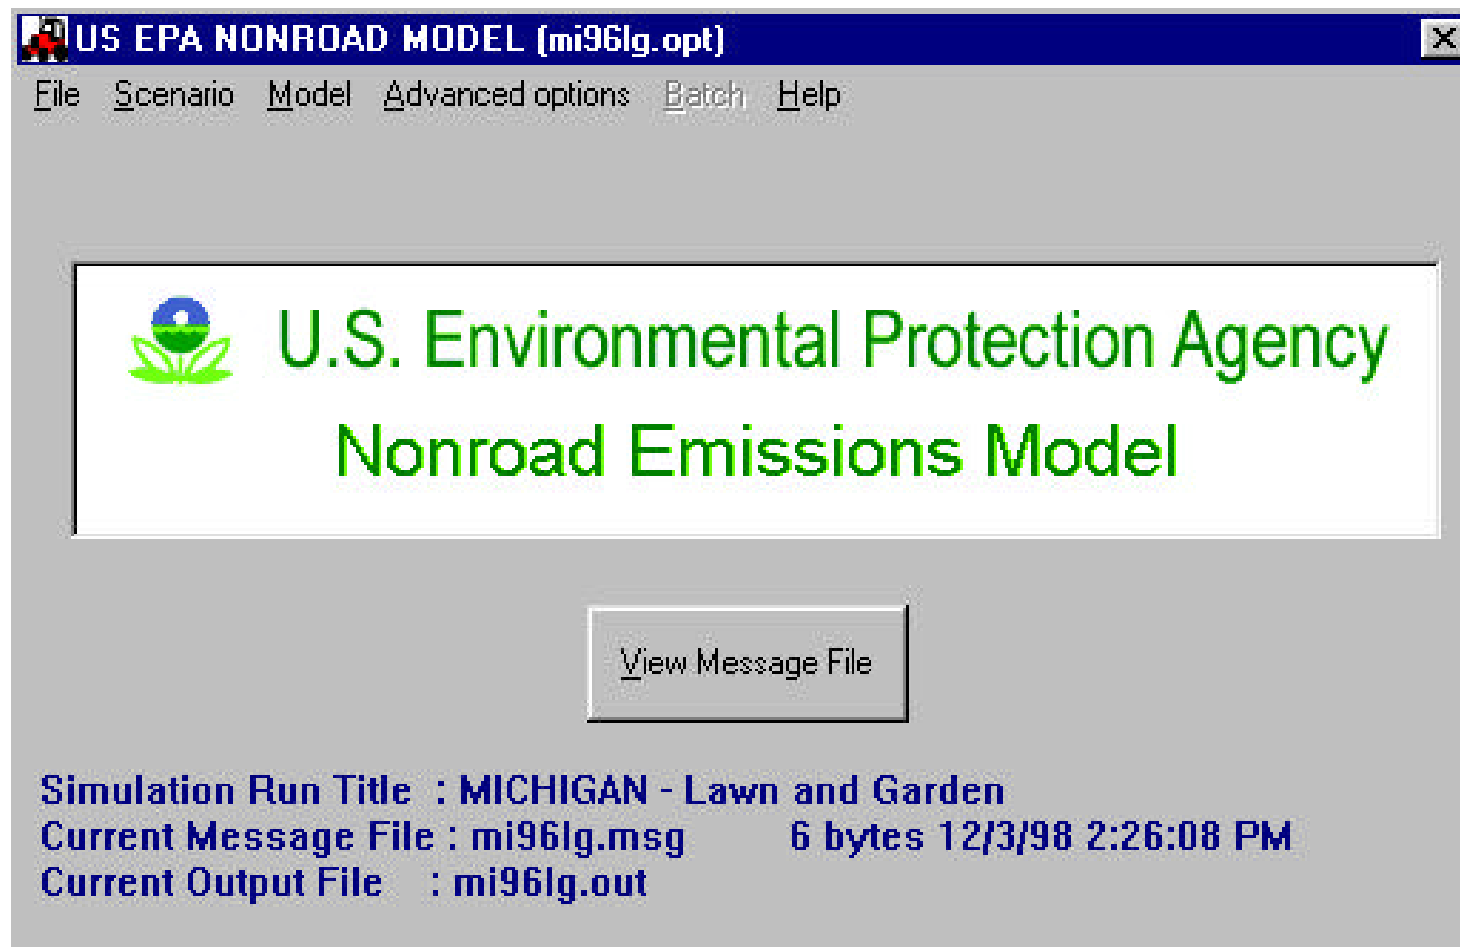 US EPA NONROAD MODEL (mi96lg.opt)
File Scenario Model Advanced options Batch Help
U.S. Environmental Protection Agency
Nonroad Emissions Model
View Message File
Simulation Run Title : MICHIGAN - Lawn and Garden
Current Message File : mi96lg.msg 6 bytes 12/3/98 2:26:08 PM
Current Output File : mi96lg.out